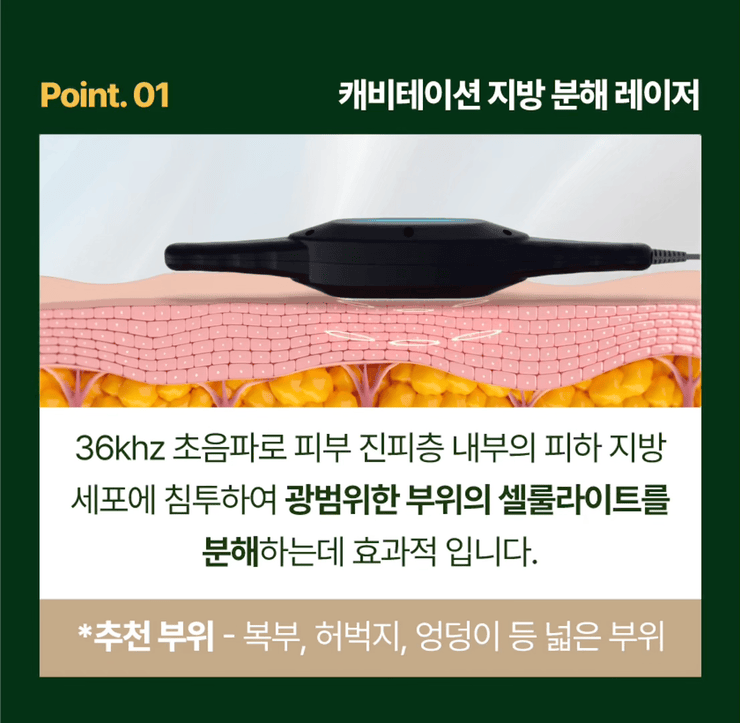 Point. 01
캐비테이션 지방 분해 레이저
36khz 초음파로 피부 진피층 내부의 피하 지방
세포에 침투하여 광범위한 부위의 셀룰라이트를
분해하는데 효과적 입니다.
*추천 부위 - 복부, 허벅지, 엉덩이 등 넓은 부위